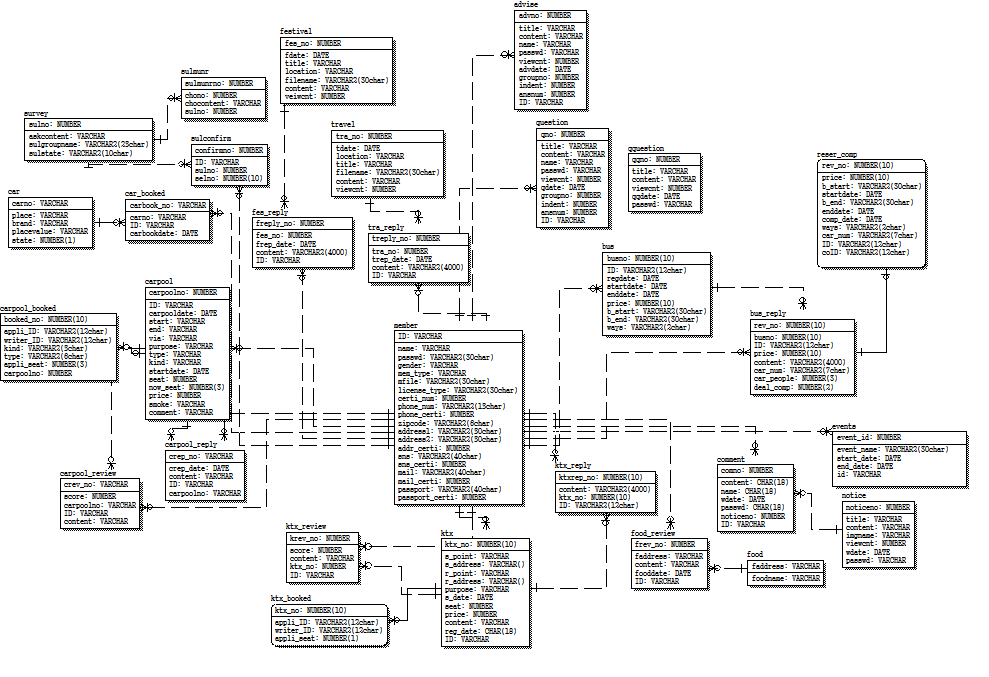 advise
advno: NUMBER
title: VARCHAR
content: VARCHAR
name: VARCHAR
passwd: VARCHAR
viewcnt: NUMBER
advdate: DATE
groupno: NUMBER
indent: NUMBER
ansnum: NUMBER
ID: VARCHAR
festival
fes_no: NUMBER
fdate: DATE
title: VARCHAR
location: VARCHAR
filename: VARCHAR2(30char)
content: VARCHAR
veiwcnt: NUMBER
sulmunr
sulmunrno: NUMBER
chono: NUMBER
chocontent: VARCHAR
sulno: NUMBER
survey
sulno: NUMBER
askcontent: VARCHAR
sulgroupname: VARCHAR2(25char)
sulstate: VARCHAR2(10char)
sulconfirm
confirmno: NUMBER
ID: VARCHAR
sulno: NUMBER
selno: NUMBER(10)
travel
tra_no: NUMBER
tdate: DATE
location: VARCHAR
title: VARCHAR
filename: VARCHAR2(30char)
content: VARCHAR
viewcnt: NUMBER
question
qno: NUMBER
title: VARCHAR
content: VARCHAR
name: VARCHAR
passwd: VARCHAR
viewcnt: NUMBER
qdate: DATE
groupno: NUMBER
indent: NUMBER
ansnum: NUMBER
ID: VARCHAR
qquestion
qqno: NUMBER
title: VARCHAR
content: VARCHAR
viewcnt: NUMBER
qqdate: DATE
passwd: VARCHAR
reser_comp
rev_no: NUMBER(10)
price: NUMBER(10)
b_start: VARCHAR2(30char)
startdate: DATE
b_end: VARCHAR2(30char)
enddate: DATE
comp_date: DATE
ways: VARCHAR2(2char)
car_num: VARCHAR2(7char)
ID: VARCHAR2(12char)
coID: VARCHAR2(12char)
car
carno: VARCHAR
place: VARCHAR
brand: VARCHAR
placevalue: VARCHAR
state: NUMBER(1)
car_booked
carbook_no: VARCHAR
carno: VARCHAR
ID: VARCHAR
carbookdate: DATE
fes_reply
freply_no: NUMBER
fes_no: NUMBER
frep_date: DATE
content: VARCHAR2(4000)
ID: VARCHAR
tra_reply
treply_no: NUMBER
tra_no: NUMBER
trep_date: DATE
content: VARCHAR2(4000)
ID: VARCHAR
bus
busno: NUMBER(10)
ID: VARCHAR2(12char)
regdate: DATE
startdate: DATE
enddate: DATE
price: NUMBER(10)
b_start: VARCHAR2(30char)
b_end: VARCHAR2(30char)
ways: VARCHAR2(2char)
bus_reply
rev_no: NUMBER(10)
busno: NUMBER(10)
ID: VARCHAR2(12char)
price: NUMBER(10)
content: VARCHAR2(4000)
car_num: VARCHAR2(7char)
car_people: NUMBER(3)
deal_comp: NUMBER(2)
carpool
carpoolno: NUMBER
ID: VARCHAR
carpooldate: DATE
start: VARCHAR
end: VARCHAR
via: VARCHAR
purpose: VARCHAR
type: VARCHAR
kind: VARCHAR
startdate: DATE
seat: NUMBER
now_seat: NUMBER(3)
price: NUMBER
smoke: VARCHAR
comment: VARCHAR
carpool_booked
booked_no: NUMBER(10)
appli_ID: VARCHAR2(12char)
writer_ID: VARCHAR2(12char)
kind: VARCHAR2(5char)
type: VARCHAR2(6char)
appli_seat: NUMBER(3)
carpoolno: NUMBER
member
ID: VARCHAR
name: VARCHAR
passwd: VARCHAR2(30char)
gender: VARCHAR
mem_type: VARCHAR
mfile: VARCHAR2(30char)
license_type: VARCHAR2(30char)
certi_num: NUMBER
phone_num: VARCHAR2(15char)
phone_certi: NUMBER
zipcode: VARCHAR2(6char)
address1: VARCHAR2(30char)
address2: VARCHAR2(30char)
addr_certi: NUMBER
sns: VARCHAR2(40char)
sns_certi: NUMBER
mail: VARCHAR2(40char)
mail_certi: NUMBER
passport: VARCHAR2(40char)
passport_certi: NUMBER
carpool_reply
crep_no: VARCHAR
crep_date: DATE
content: VARCHAR
ID: VARCHAR
carpoolno: VARCHAR
carpool_review
crev_no: VARCHAR
score: NUMBER
carpoolno: VARCHAR
ID: VARCHAR
content: VARCHAR
ktx_reply
ktxrep_no: NUMBER(10)
content: VARCHAR2(4000)
ktx_no: NUMBER(10)
ID: VARCHAR2(12char)
events
event_id: NUMBER
event_name: VARCHAR2(30char)
start_date: DATE
end_date: DATE
id: VARCHAR
comment
comno: NUMBER
content: CHAR(18)
name: CHAR(18)
wdate: DATE
passwd: CHAR(18)
noticeno: NUMBER
ID: VARCHAR
notice
noticeno: NUMBER
title: VARCHAR
content: VARCHAR
imgname: VARCHAR
viewcnt: NUMBER
wdate: DATE
passwd: VARCHAR
ktx_review
krev_no: NUMBER
score: NUMBER
content: VARCHAR
ktx_no: NUMBER
ID: VARCHAR
ktx
ktx_no: NUMBER(10)
s_point: VARCHAR
s_address: VARCHAR()
r_point: VARCHAR
r_address: VARCHAR()
purpose: VARCHAR
s_date: DATE
seat: NUMBER
price: NUMBER
content: VARCHAR
reg_date: CHAR(18)
ID: VARCHAR
food_review
frev_no: NUMBER
faddress: VARCHAR
content: VARCHAR
fooddate: DATE
ID: VARCHAR
food
faddress: VARCHAR
foodname: VARCHAR
ktx_booked
ktx_no: NUMBER(10)
appli_ID: VARCHAR2(12char)
writer_ID: VARCHAR2(12char)
appli_seat: NUMBER(1)